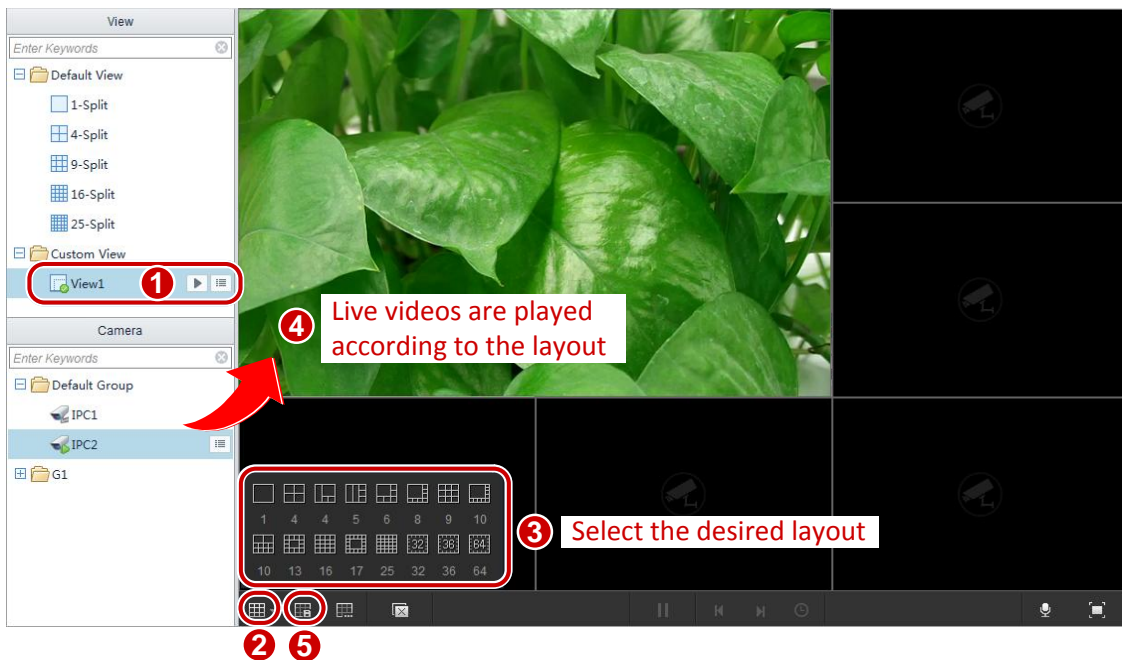 View
Enter Keywords
Default View
1-Split
4-Split
9-Split
16-Split
25-Split
Custom View
View1
1
Camera
Enter Keywords
Default Group
IPC1
IPC2
G1
4
Live videos are played
according to the layout
1 4 4 5 6 8 9 10
32 36 64
10 13 16 17 25 32 36 64
3
Select the desired layout
2 5